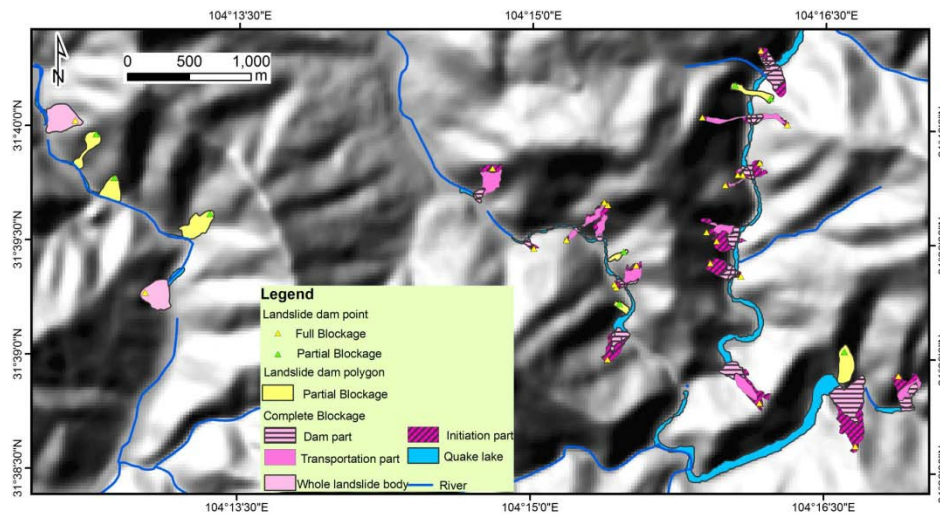 104°13'30"E 104°15'0"E 104°16'30"E
N
0 500 1,000
m
31°40'0"N
31°39'30"N
31°39'0"N
31°38'30"N
Legend
Landslide dam point
Full Blockage
Partial Blockage
Landslide dam polygon
Partial Blockage
Complete Blockage
Dam part Initiation part
Transportation part Quake lake
Whole landslide body River
104°13'30"E 104°15'0"E 104°16'30"E